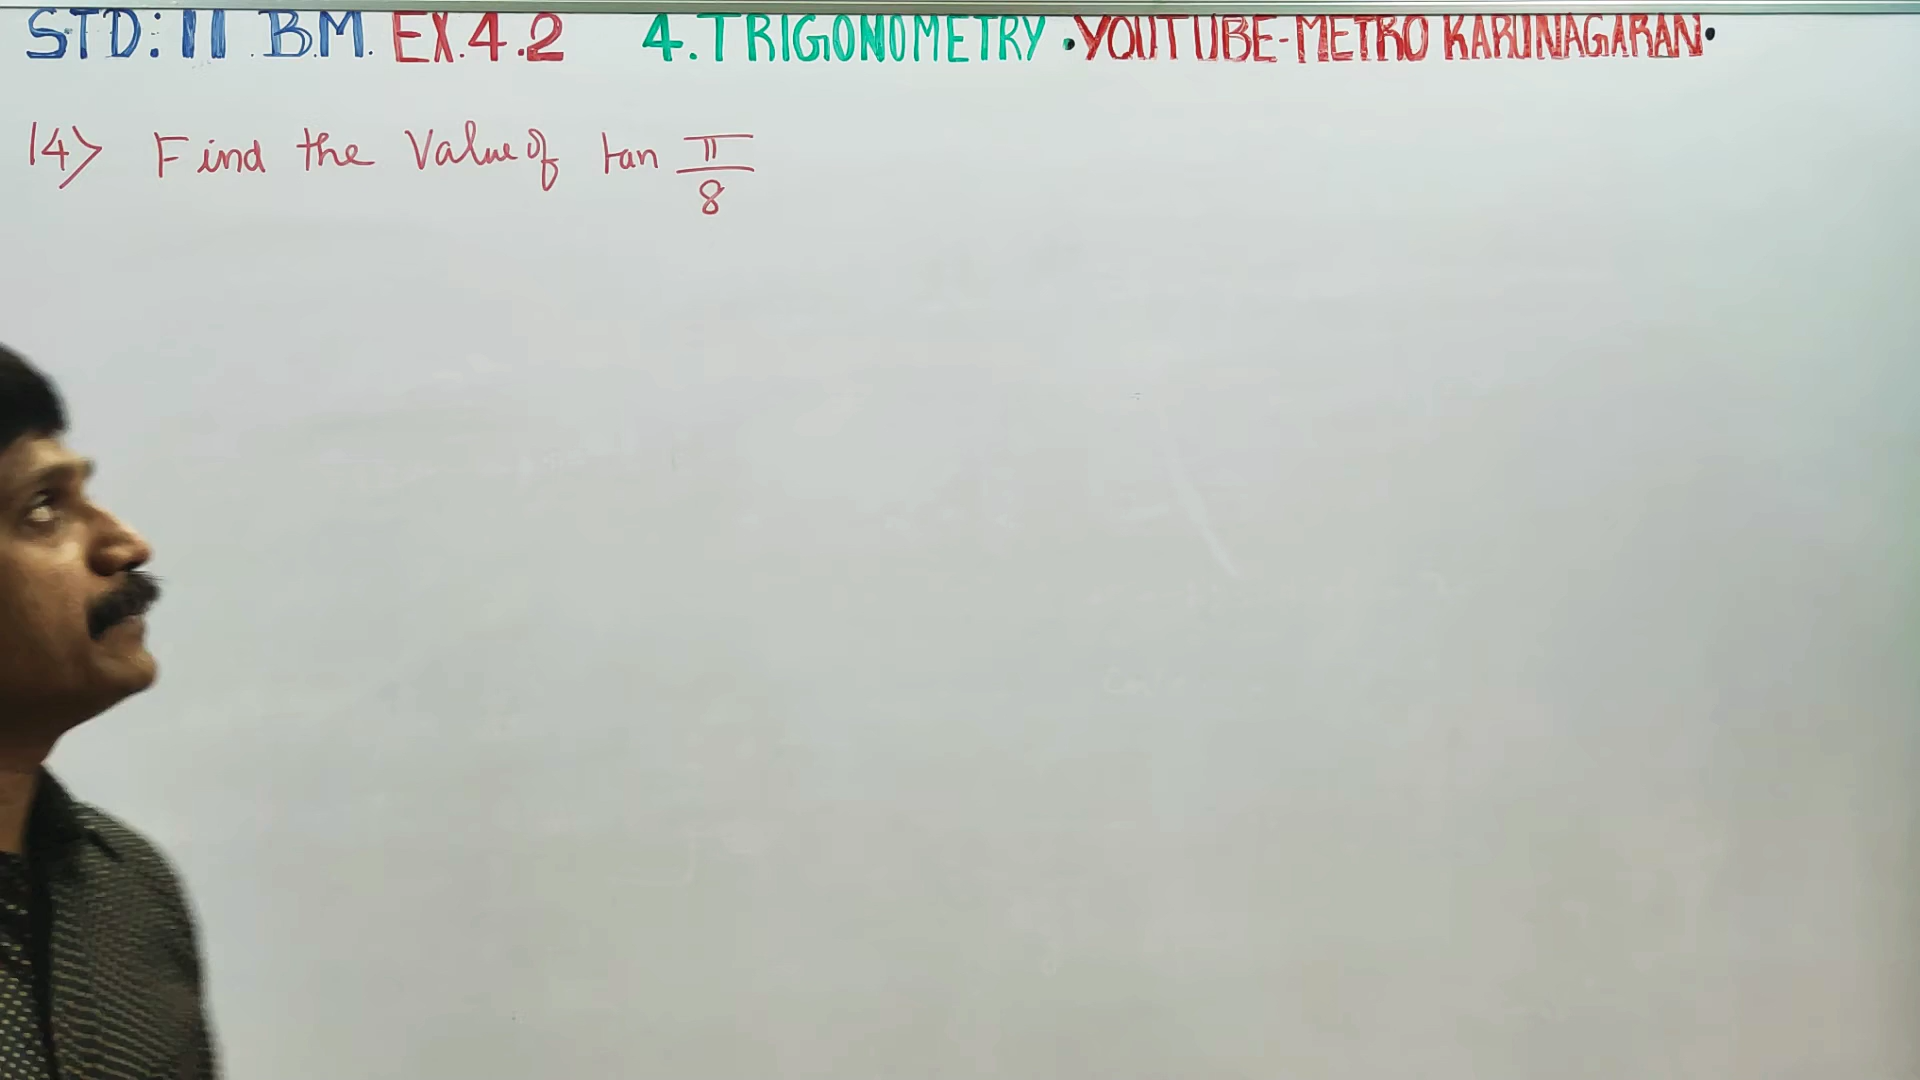 STD: 11 B.M. EX.4.2 4. TRIGONOMETRY • YOUTUBE-METRO KARUNAGARAN •
14> Find the Value of tan π/8